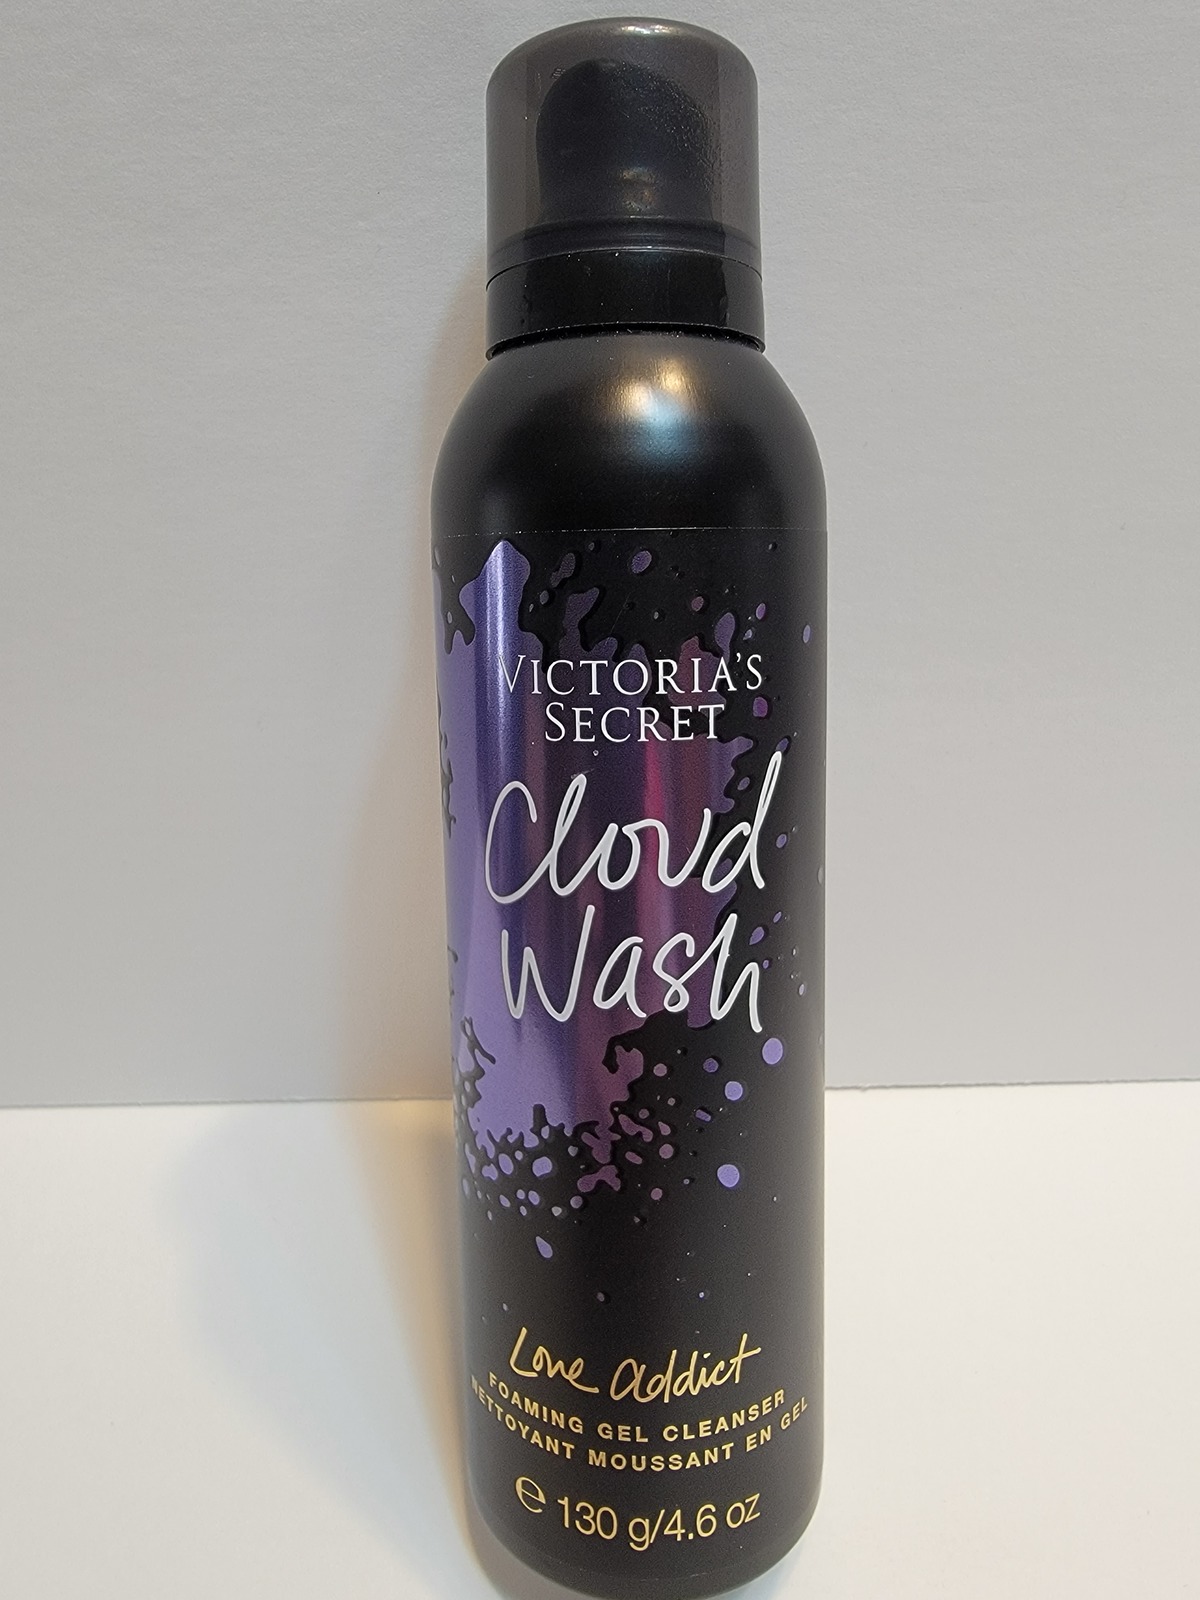 VICTORIA'S
SECRET
Cloud
Wash
Love Addict
FOAMING GEL CLEANSER
NETTOYANT MOUSSANT EN GEL
℮ 130 g/4.6 oz